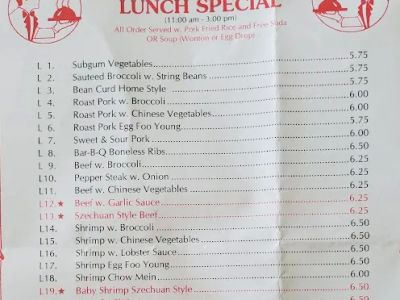 LUNCH SPECIAL
(11:00 am - 3:00 pm)
All Order Served w. Pork Fried Rice and Free Soda
OR Soup (Wonton or Egg Drop)
L 1. Subgum Vegetables 5.75
L 2. Sauteed Broccoli w. String Beans 5.75
L 3. Bean Curd Home Style 5.75
L 4. Roast Pork w. Broccoli 6.00
L 5. Roast Pork w. Chinese Vegetables 6.00
L 6. Roast Pork Egg Foo Young 6.00
L 7. Sweet & Sour Pork 6.00
L 8. Bar-B-Q Boneless Ribs 6.50
L 9. Beef w. Broccoli 6.25
L10. Pepper Steak w. Onion 6.25
L11. Beef w. Chinese Vegetables 6.25
L12.★ Beef w. Garlic Sauce 6.25
L13.★ Szechuan Style Beef 6.25
L14. Shrimp w. Broccoli 6.50
L15. Shrimp w. Chinese Vegetables 6.50
L16. Shrimp w. Lobster Sauce 6.50
L17. Shrimp Egg Foo Young 6.50
L18. Shrimp Chow Mein 6.50
L19.★ Baby Shrimp Szechuan Style 6.50